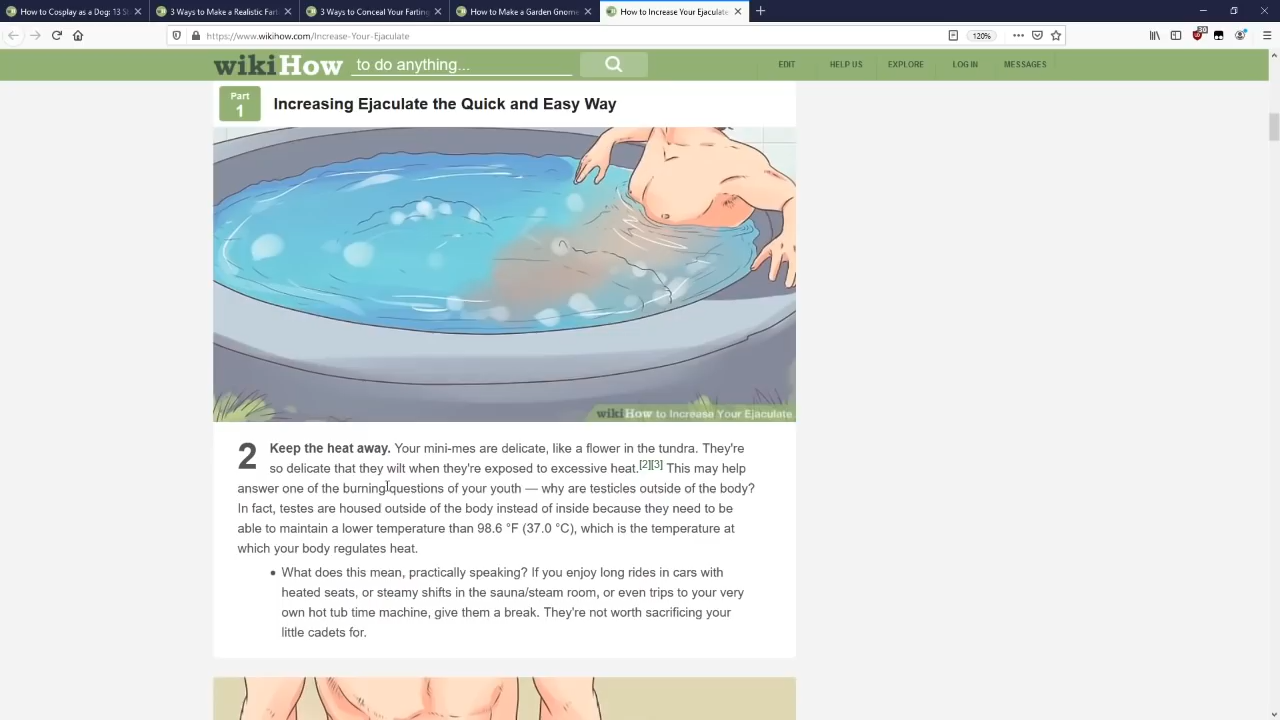 How to Cosplay as a Dog: 13 S
3 Ways to Make a Realistic Fart
3 Ways to Conceal Your Farting
How to Make a Garden Gnome
How to Increase Your Ejaculate
https://www.wikihow.com/Increase-Your-Ejaculate
120%
wikiHow to do anything...
EDIT
HELP US
EXPLORE
LOG IN
MESSAGES
Part
1
Increasing Ejaculate the Quick and Easy Way
wikiHow to Increase Your Ejaculate
2 Keep the heat away. Your mini-mes are delicate, like a flower in the tundra. They're
so delicate that they wilt when they're exposed to excessive heat.[2][3] This may help
answer one of the burning questions of your youth — why are testicles outside of the body?
In fact, testes are housed outside of the body instead of inside because they need to be
able to maintain a lower temperature than 98.6 °F (37.0 °C), which is the temperature at
which your body regulates heat.
• What does this mean, practically speaking? If you enjoy long rides in cars with
heated seats, or steamy shifts in the sauna/steam room, or even trips to your very
own hot tub time machine, give them a break. They're not worth sacrificing your
little cadets for.